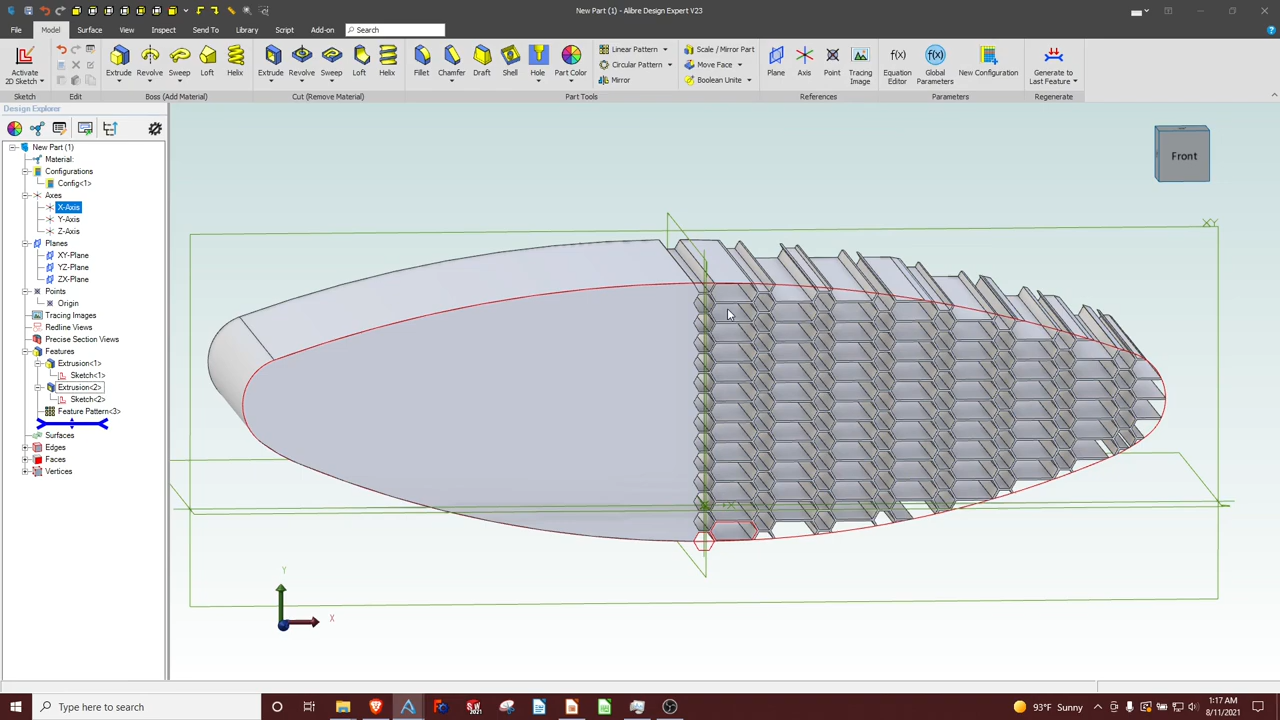 New Part (1) - Alibre Design Expert V23
File Model Display Sketch View Inspect Send To Library Script Add-on Search
Activate 2D Sketch
Extrude Revolve Sweep Loft Helix
Extrude Revolve Sweep Loft Helix
Fillet Chamfer Draft Shell Hole Part Color
Linear Pattern
Circular Pattern
Mirror
Scale / Mirror Part
Move Face
Boolean Unite
Plane Axis Point Tracing Image
Equation Editor Global Parameters New Configuration
Generate to Last Feature
Sketch Edit Boss (Add Material) Cut (Remove Material) Part Tools References Parameters Regenerate
Design Explorer
New Part (1)
Material:
Configurations
Config<1>
Axes
X-Axis
Y-Axis
Z-Axis
Planes
XY-Plane
YZ-Plane
ZX-Plane
Points
Origin
Tracing Images
Redline Views
Precise Section Views
Features
Extrusion<1>
Sketch<1>
Extrusion<2>
Sketch<2>
Feature Pattern<3>
Surfaces
Edges
Faces
Vertices
Front
XY
Y
X
Type here to search
93°F Sunny
1:17 AM
8/11/2021